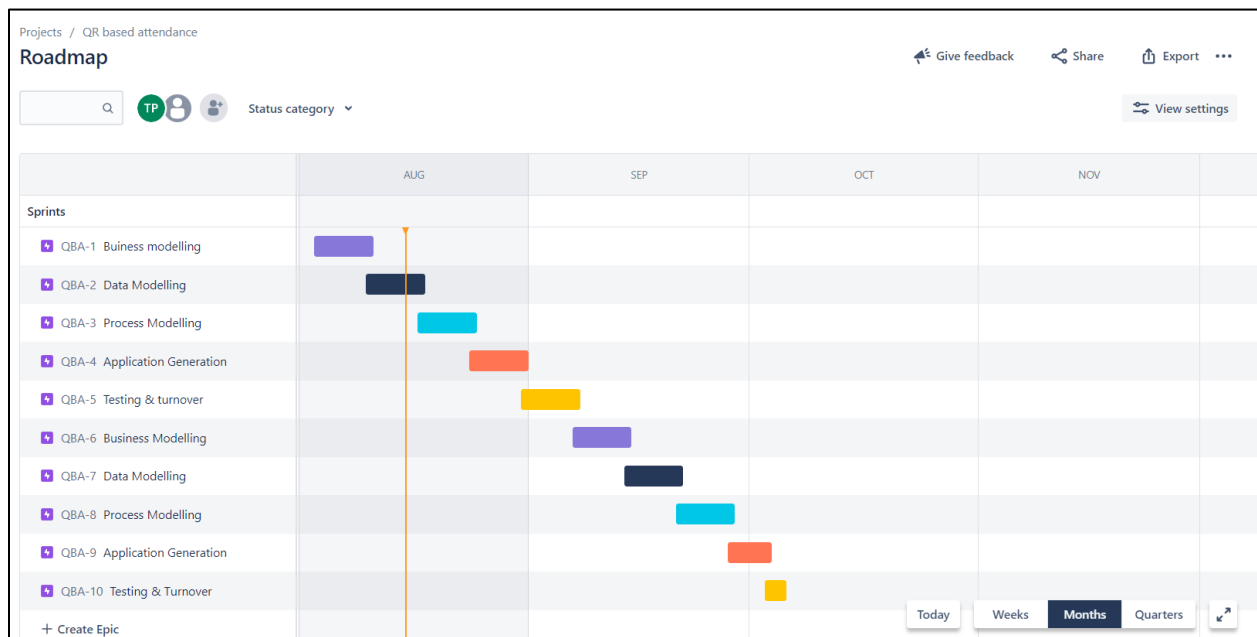 Projects / QR based attendance
Roadmap
Give feedback
Share
Export
TP
Status category
View settings
AUG SEP OCT NOV
Sprints
QBA-1 Buiness modelling
QBA-2 Data Modelling
QBA-3 Process Modelling
QBA-4 Application Generation
QBA-5 Testing & turnover
QBA-6 Business Modelling
QBA-7 Data Modelling
QBA-8 Process Modelling
QBA-9 Application Generation
QBA-10 Testing & Turnover
+ Create Epic
Today Weeks Months Quarters